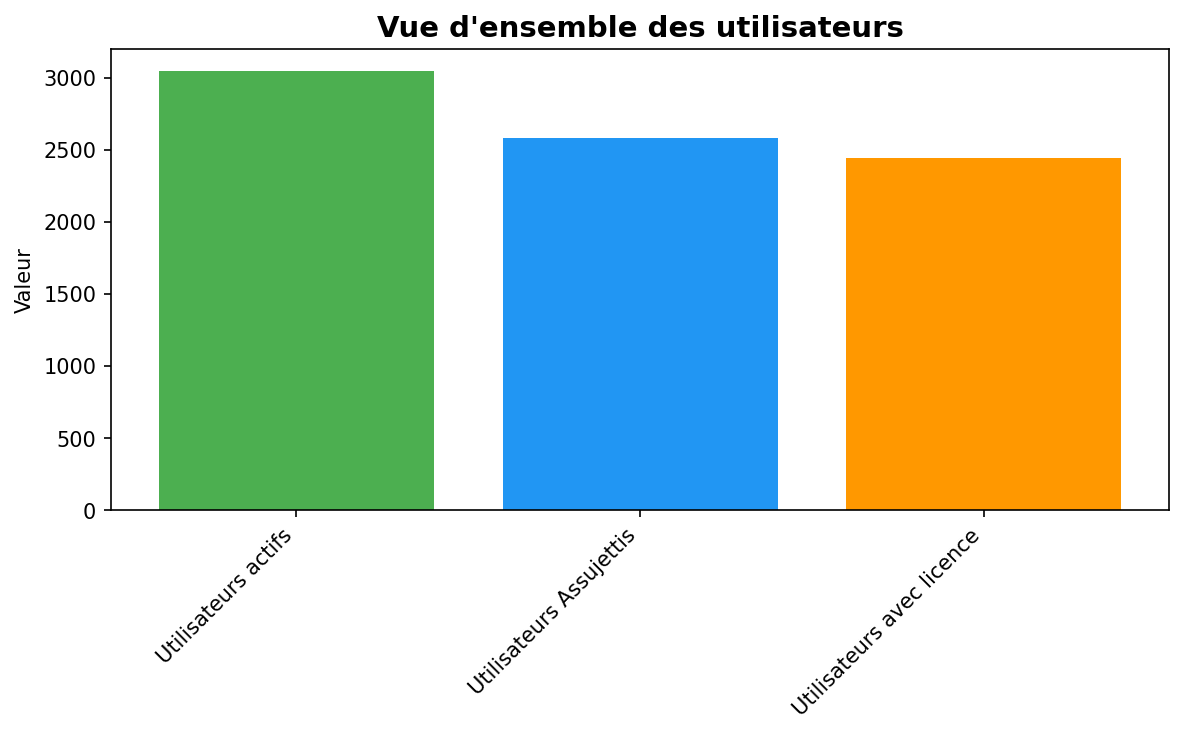 Vue d'ensemble des utilisateurs
Valeur
3000
2500
2000
1500
1000
500
0
Utilisateurs actifs
Utilisateurs Assujettis
Utilisateurs avec licence